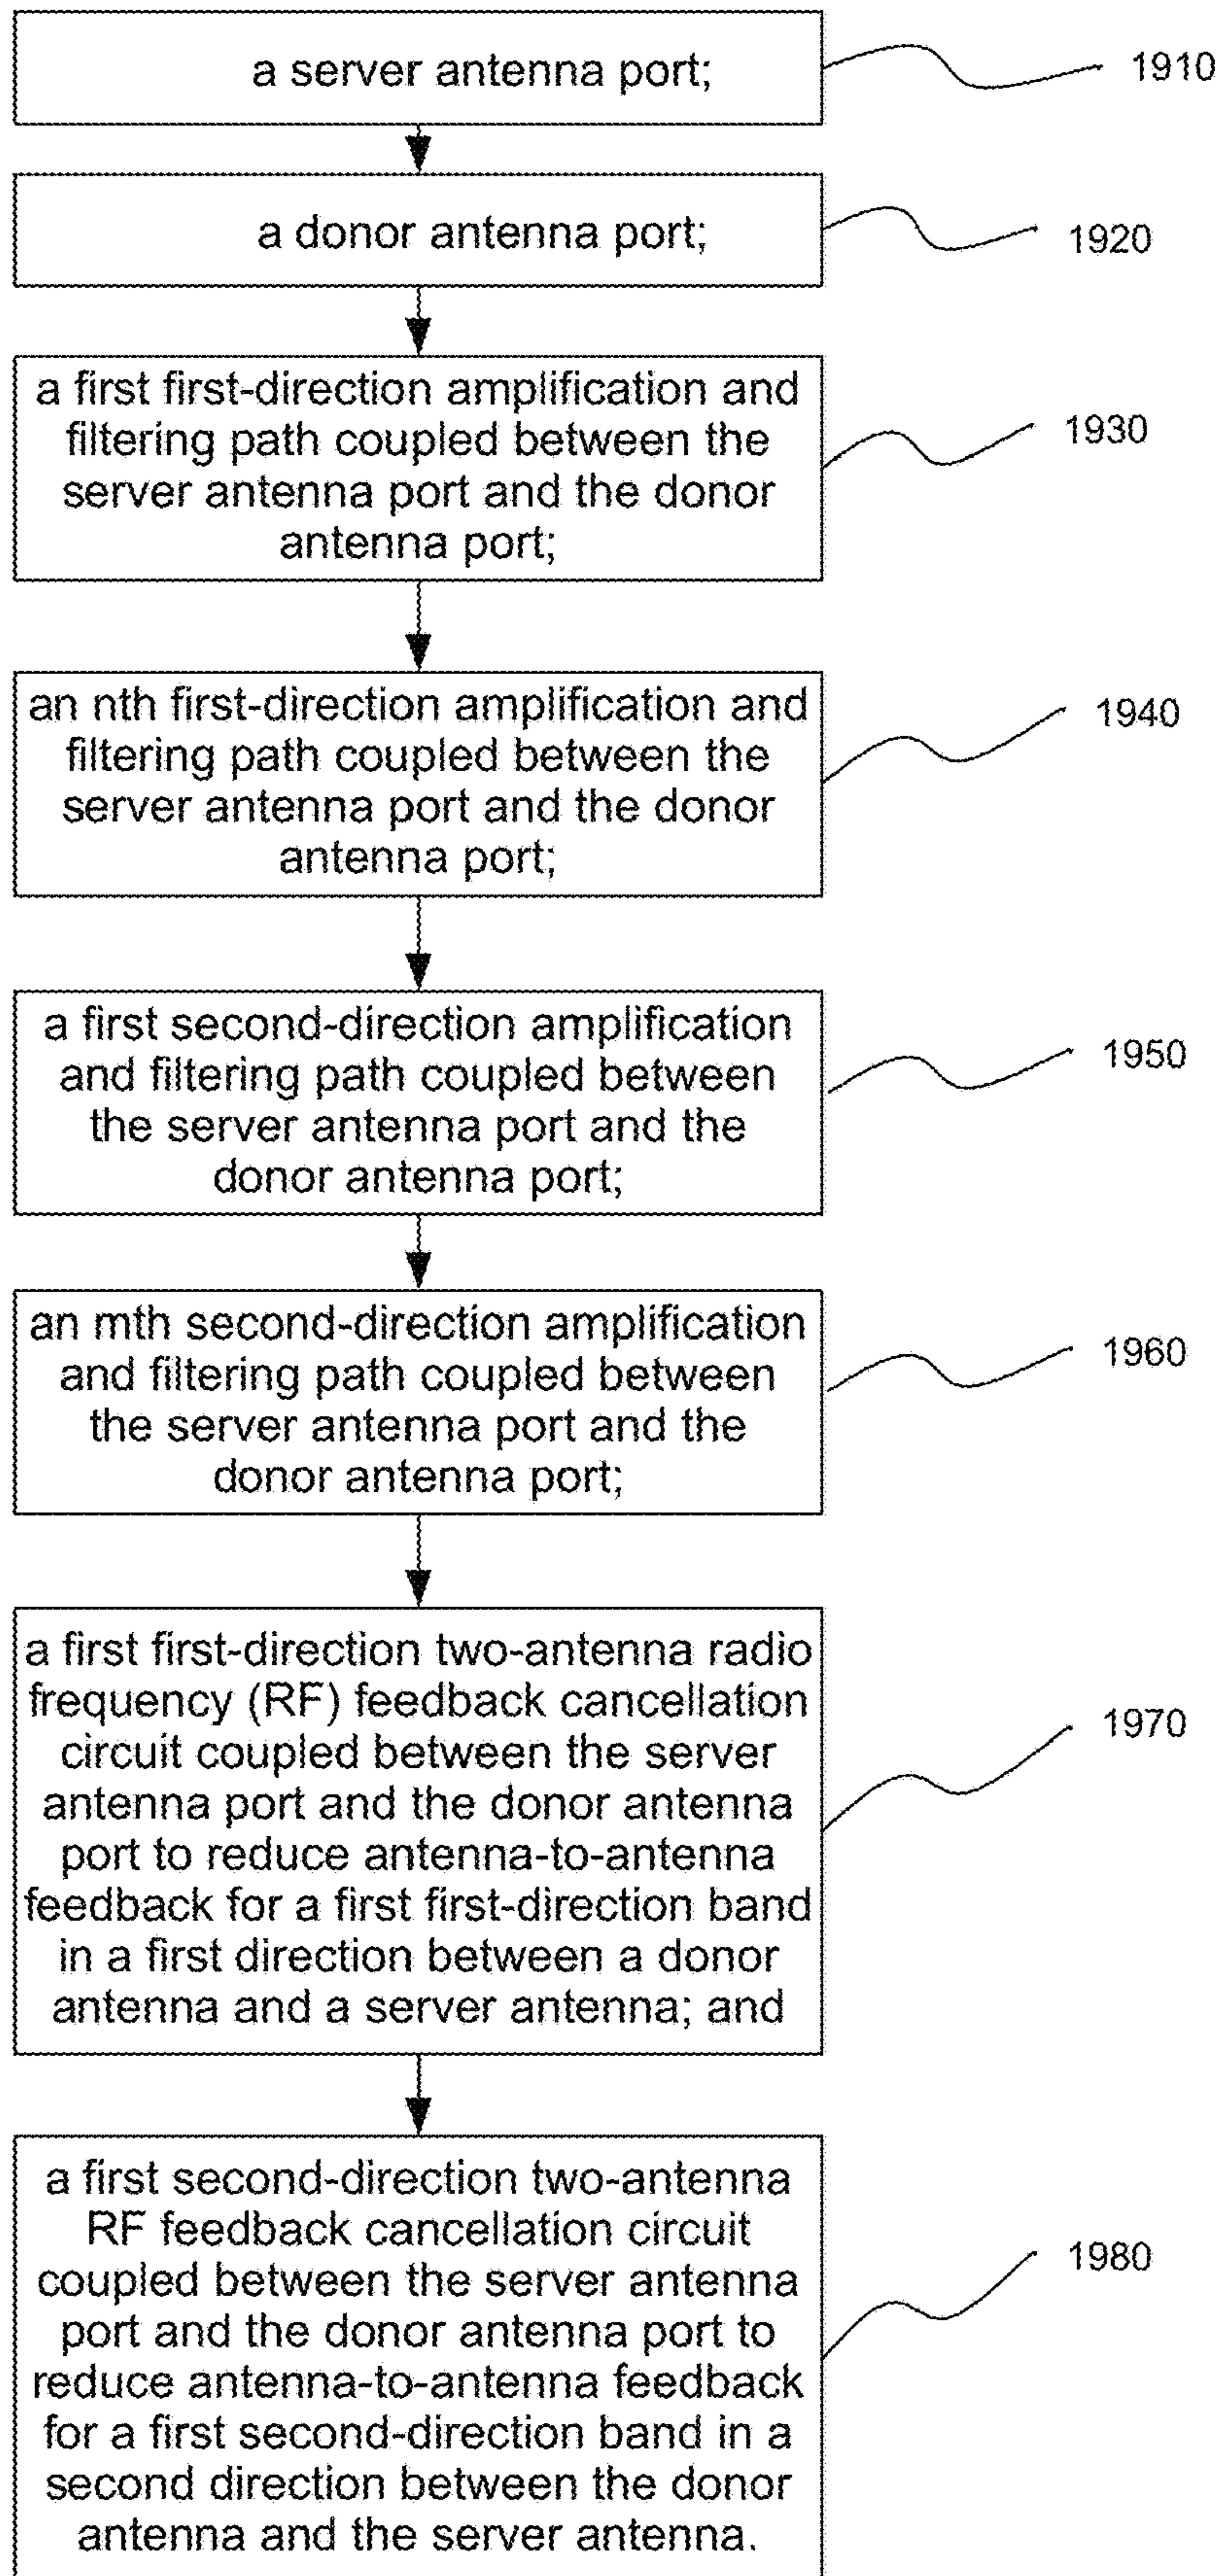 a server antenna port;
1910
a donor antenna port;
1920
a first first-direction amplification and
filtering path coupled between the
server antenna port and the donor
antenna port;
1930
an nth first-direction amplification and
filtering path coupled between the
server antenna port and the donor
antenna port;
1940
a first second-direction amplification
and filtering path coupled between
the server antenna port and the
donor antenna port;
1950
an mth second-direction amplification
and filtering path coupled between
the server antenna port and the
donor antenna port;
1960
a first first-direction two-antenna radio
frequency (RF) feedback cancellation
circuit coupled between the server
antenna port and the donor antenna
port to reduce antenna-to-antenna
feedback for a first first-direction band
in a first direction between a donor
antenna and a server antenna; and
1970
a first second-direction two-antenna
RF feedback cancellation circuit
coupled between the server antenna
port and the donor antenna port to
reduce antenna-to-antenna feedback
for a first second-direction band in a
second direction between the donor
antenna and the server antenna.
1980